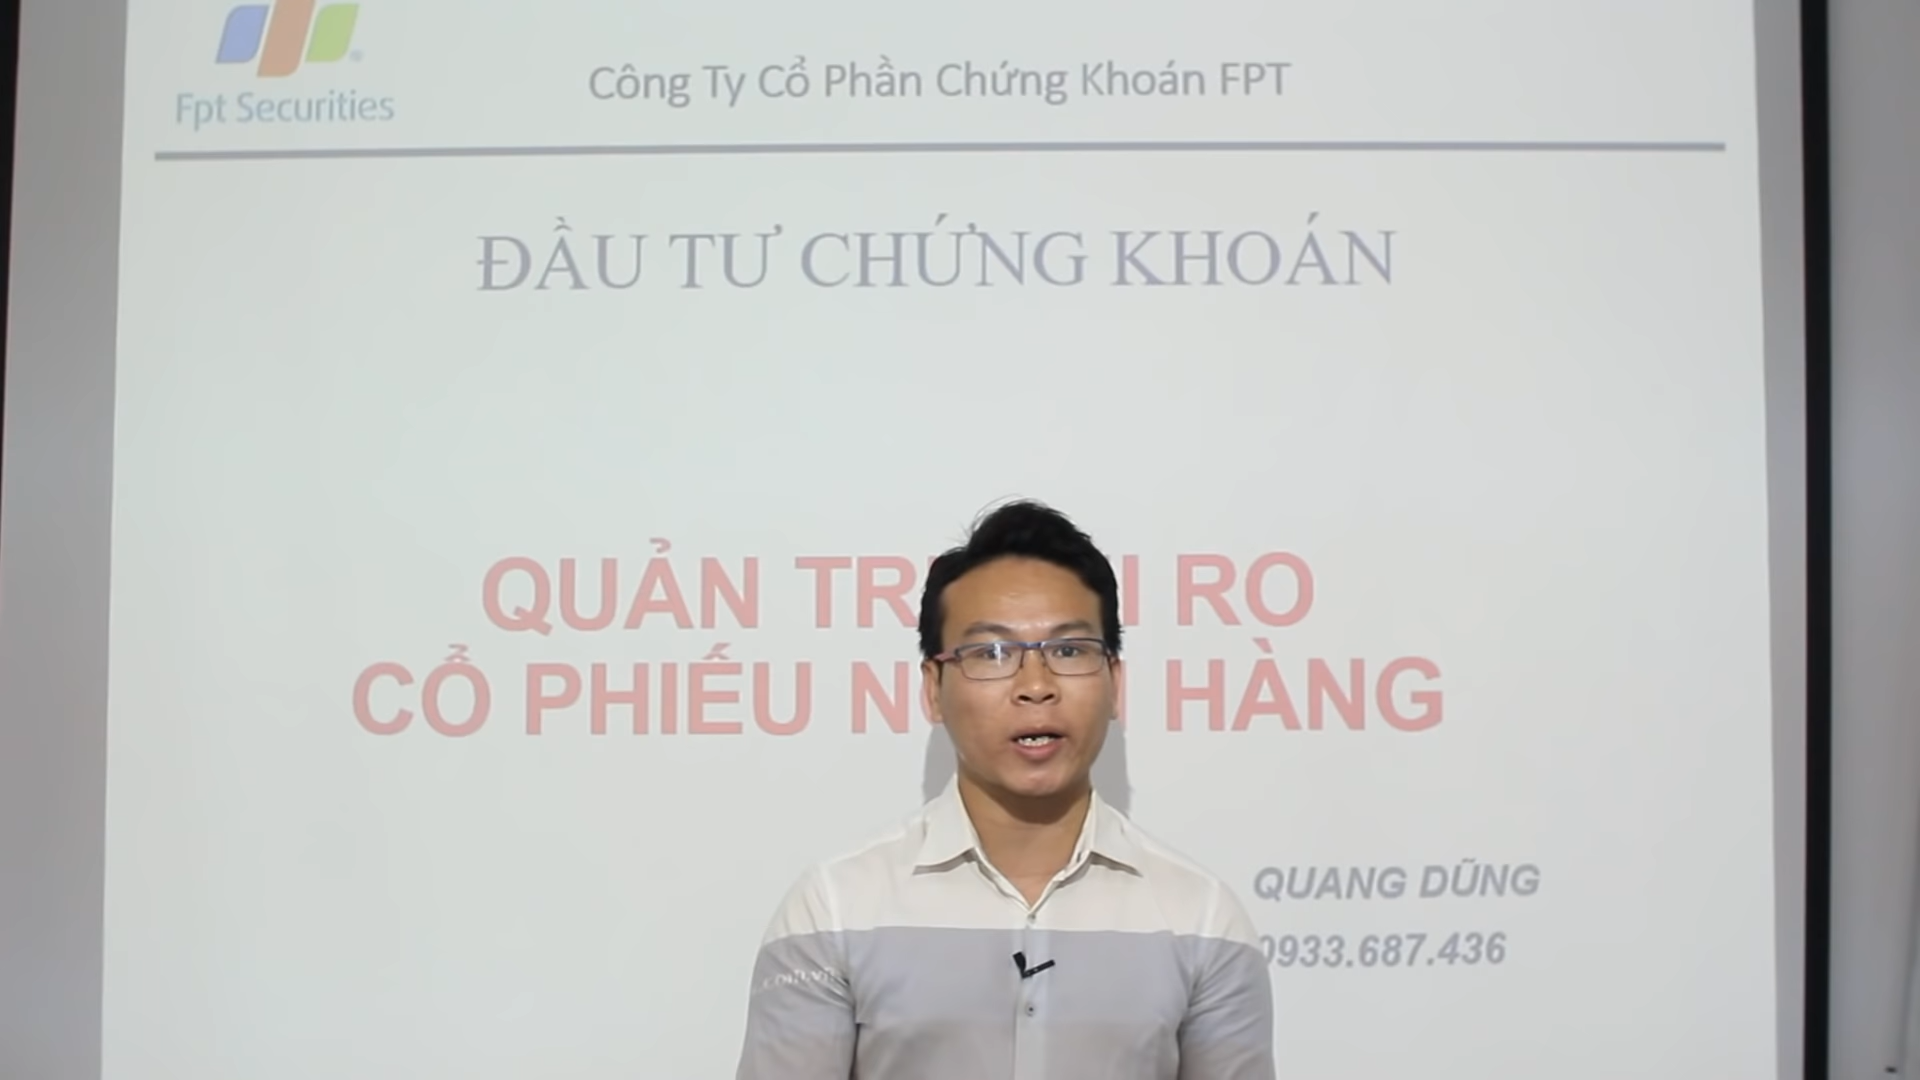 Fpt Securities
Công Ty Cổ Phần Chứng Khoán FPT
ĐẦU TƯ CHỨNG KHOÁN
QUẢN TRỊ RO
CỔ PHIẾU HÀNG
QUANG DŨNG
0933.687.436